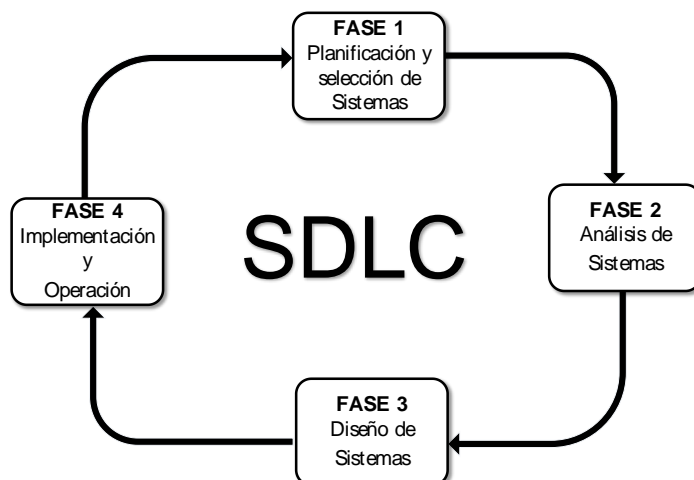 FASE 1
Planificación y
selección de
Sistemas
FASE 2
Análisis de
Sistemas
SDLC
FASE 4
Implementación
y
Operación
FASE 3
Diseño de
Sistemas